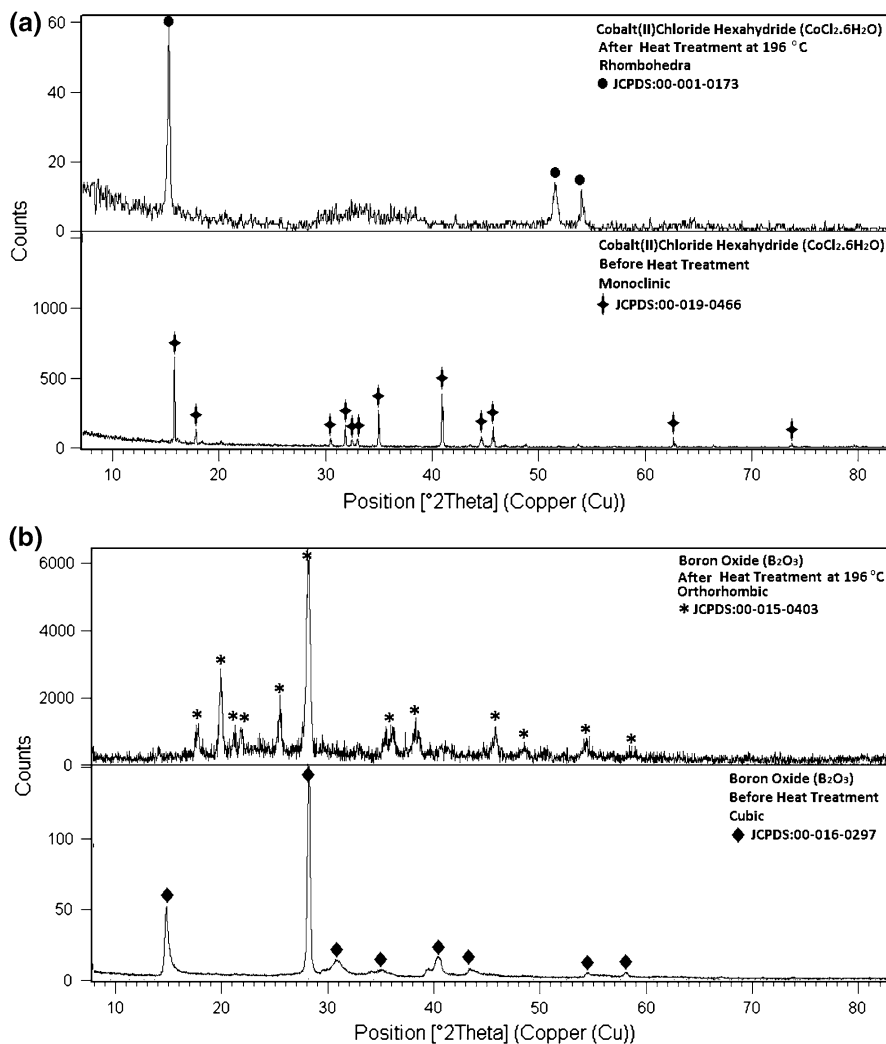 (a)
60
40
20
0
Counts
Cobalt(II)Chloride Hexahydride (CoCl₂.6H₂O)
After Heat Treatment at 196 °C
Rhombohedra
● JCPDS:00-001-0173
1000
500
0
Cobalt(II)Chloride Hexahydride (CoCl₂.6H₂O)
Before Heat Treatment
Monoclinic
JCPDS:00-019-0466
10 20 30 40 50 60 70 80
Position [°2Theta] (Copper (Cu))
(b)
6000
4000
2000
0
Counts
Boron Oxide (B₂O₃)
After Heat Treatment at 196 °C
Orthorhombic
* JCPDS:00-015-0403
100
50
0
Boron Oxide (B₂O₃)
Before Heat Treatment
Cubic
◆ JCPDS:00-016-0297
10 20 30 40 50 60 70 80
Position [°2Theta] (Copper (Cu))